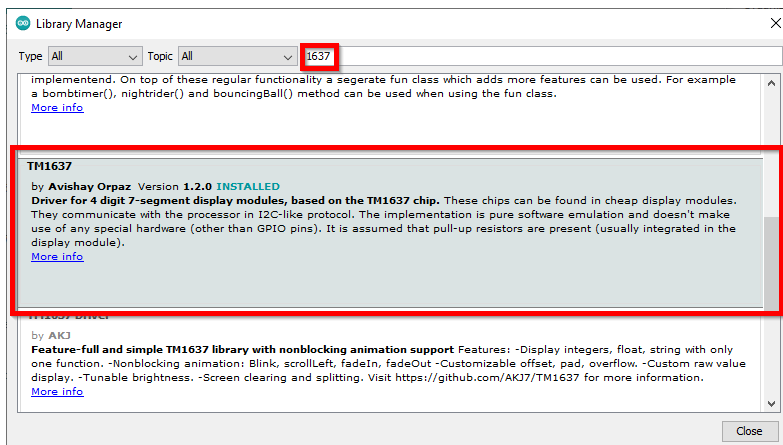 Library Manager
Type All Topic All 1637
implementend. On top of these regular functionality a segerate fun class which adds more features can be used. For example
a bombtimer(), nightrider() and bouncingBall() method can be used when using the fun class.
More info
TM1637
by Avishay Orpaz Version 1.2.0 INSTALLED
Driver for 4 digit 7-segment display modules, based on the TM1637 chip. These chips can be found in cheap display modules.
They communicate with the processor in I2C-like protocol. The implementation is pure software emulation and doesn't make
use of any special hardware (other than GPIO pins). It is assumed that pull-up resistors are present (usually integrated in the
display module).
More info
TM1637 Driver
by AKJ
Feature-full and simple TM1637 library with nonblocking animation support Features: -Display integers, float, string with only
one function. -Nonblocking animation: Blink, scrollLeft, fadeIn, fadeOut -Customizable offset, pad, overflow. -Custom raw value
display. -Tunable brightness. -Screen clearing and splitting. Visit https://github.com/AKJ7/TM1637 for more information.
More info
Close